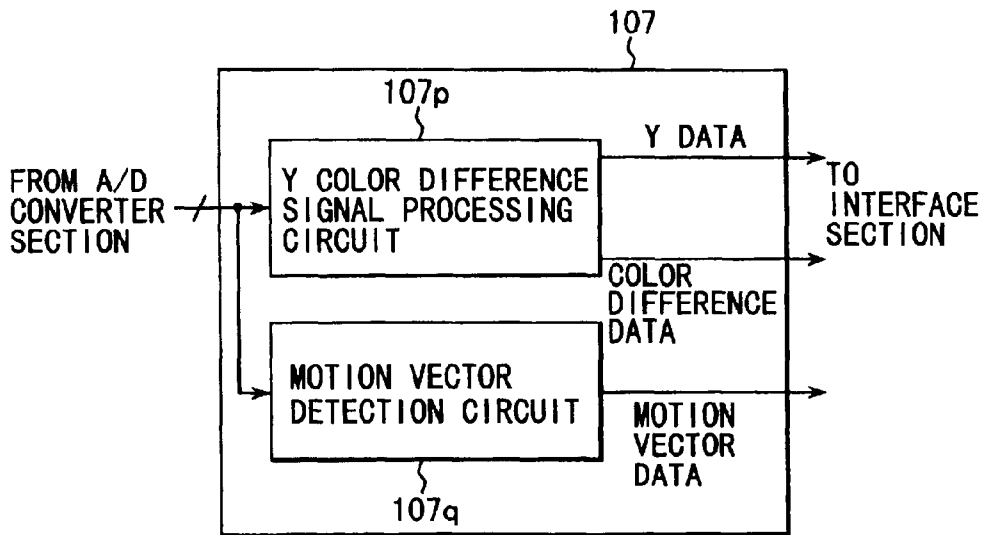 107
107p
Y DATA
FROM A/D
CONVERTER
SECTION
Y COLOR DIFFERENCE
SIGNAL PROCESSING
CIRCUIT
TO
INTERFACE
SECTION
COLOR
DIFFERENCE
DATA
MOTION VECTOR
DETECTION CIRCUIT
MOTION
VECTOR
DATA
107q